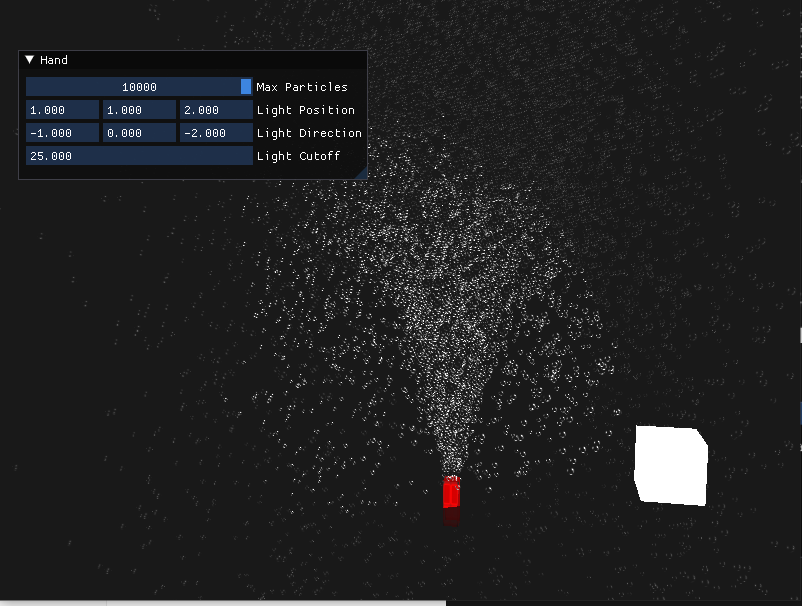 Hand
10000 Max Particles
1.000 1.000 2.000 Light Position
-1.000 0.000 -2.000 Light Direction
25.000 Light Cutoff